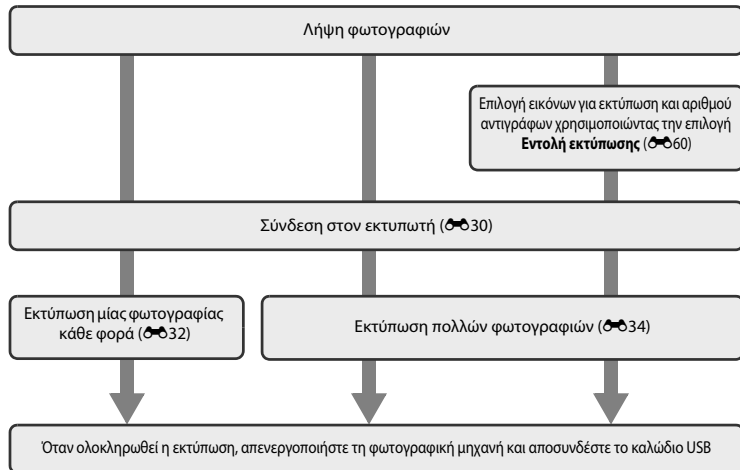 Λήψη φωτογραφιών
Επιλογή εικόνων για εκτύπωση και αριθμού
αντιγράφων χρησιμοποιώντας την επιλογή
Εντολή εκτύπωσης (60)
Σύνδεση στον εκτυπωτή (30)
Εκτύπωση μίας φωτογραφίας
κάθε φορά (32)
Εκτύπωση πολλών φωτογραφιών (34)
Όταν ολοκληρωθεί η εκτύπωση, απενεργοποιήστε τη φωτογραφική μηχανή και αποσυνδέστε το καλώδιο USB